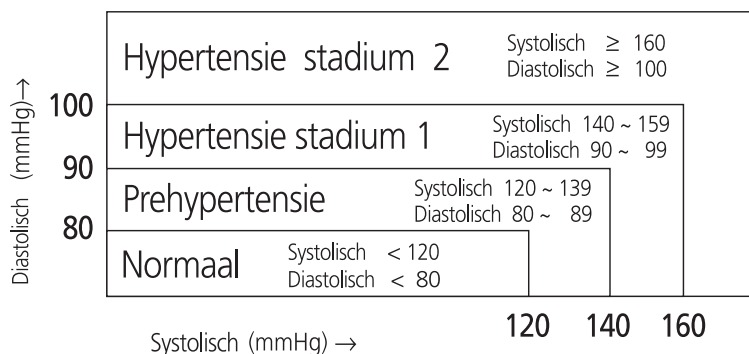 Hypertensie stadium 2
Systolisch ≥ 160
Diastolisch ≥ 100
100
Hypertensie stadium 1
Systolisch 140 ~ 159
Diastolisch 90 ~ 99
90
Prehypertensie
Systolisch 120 ~ 139
Diastolisch 80 ~ 89
80
Normaal
Systolisch < 120
Diastolisch < 80
Diastolisch (mmHg)→
120 140 160
Systolisch (mmHg) →